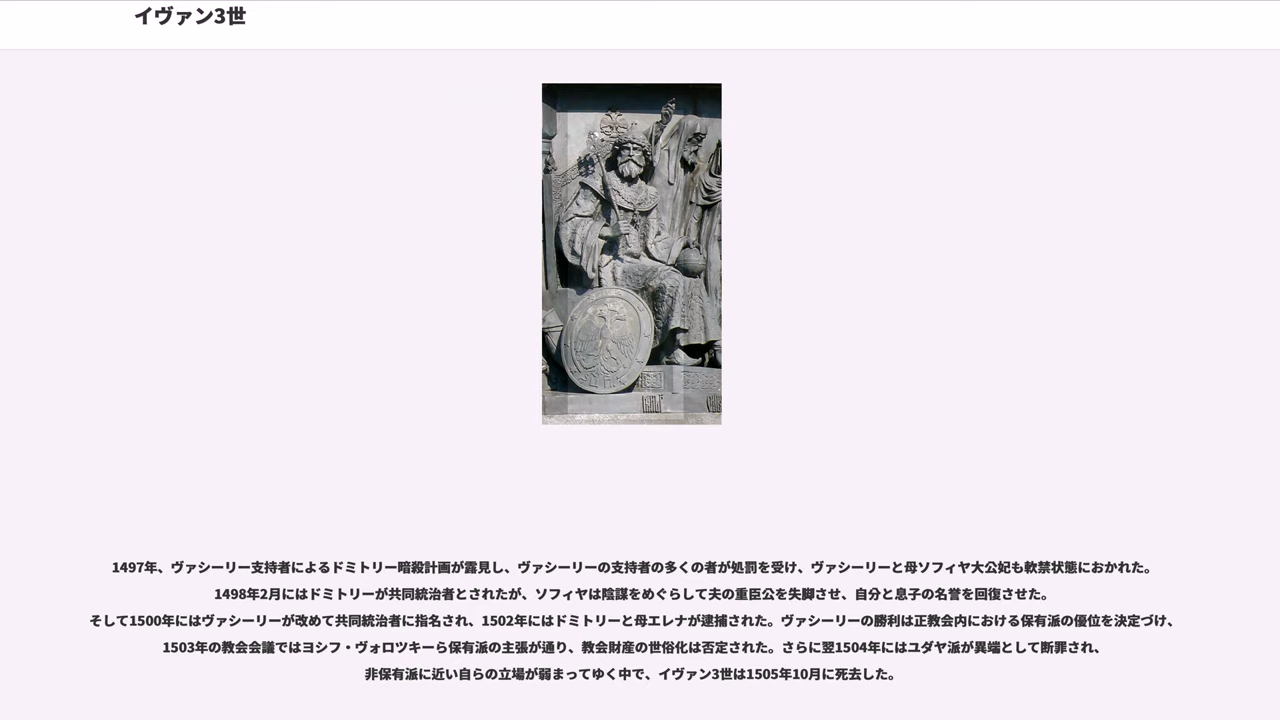 イヴァン3世
1497年、ヴァシーリー支持者によるドミトリー暗殺計画が露見し、ヴァシーリーの支持者の多くの者が処罰を受け、ヴァシーリーと母ソフィヤ大公妃も軟禁状態におかれた。
1498年2月にはドミトリーが共同統治者とされたが、ソフィヤは陰謀をめぐらして夫の重臣公を失脚させ、自分と息子の名誉を回復させた。
そして1500年にはヴァシーリーが改めて共同統治者に指名され、1502年にはドミトリーと母エレナが逮捕された。ヴァシーリーの勝利は正教会内における保有派の優位を決定づけ、
1503年の教会会議ではヨシフ・ヴォロツキーら保有派の主張が通り、教会財産の世俗化は否定された。さらに翌1504年にはユダヤ派が異端として断罪され、
非保有派に近い自らの立場が弱まってゆく中で、イヴァン3世は1505年10月に死去した。